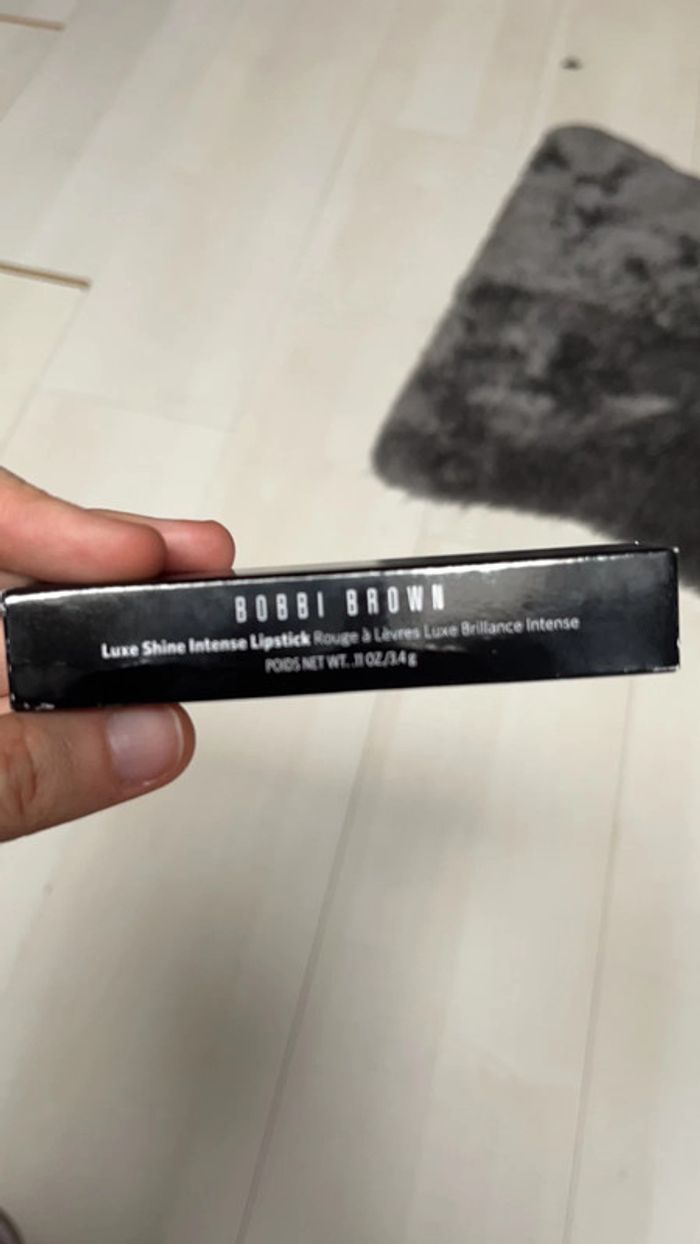 BOBBI BROWN
Luxe Shine Intense Lipstick Rouge à Lèvres Luxe Brillance Intense
POIDS NET WT. .11 OZ./3.4 g